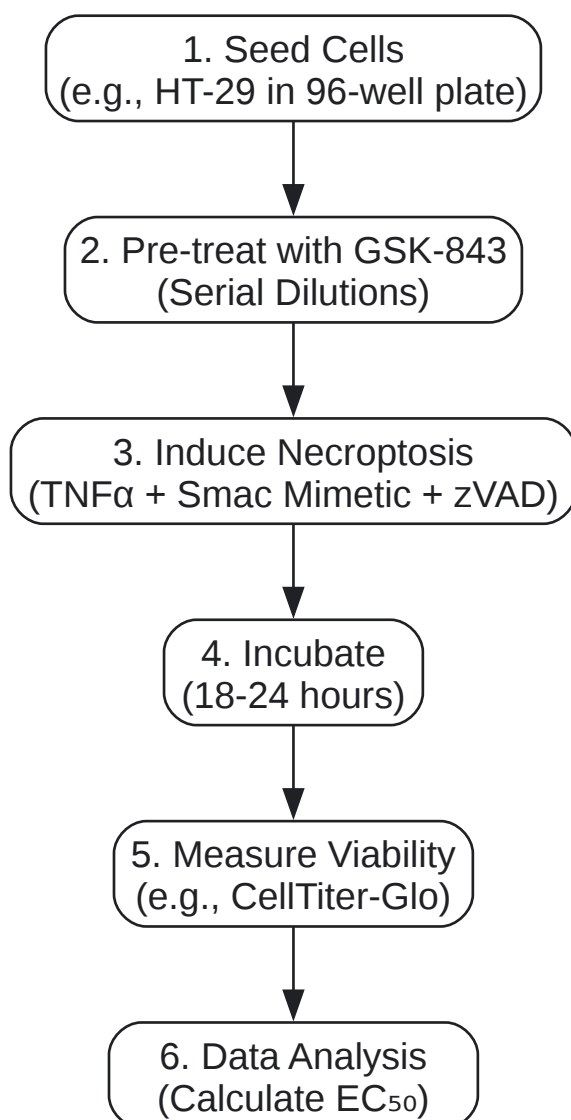 1. Seed Cells
(e.g., HT-29 in 96-well plate)
2. Pre-treat with GSK-843
(Serial Dilutions)
3. Induce Necroptosis
(TNFα + Smac Mimetic + zVAD)
4. Incubate
(18-24 hours)
5. Measure Viability
(e.g., CellTiter-Glo)
6. Data Analysis
(Calculate EC₅₀)